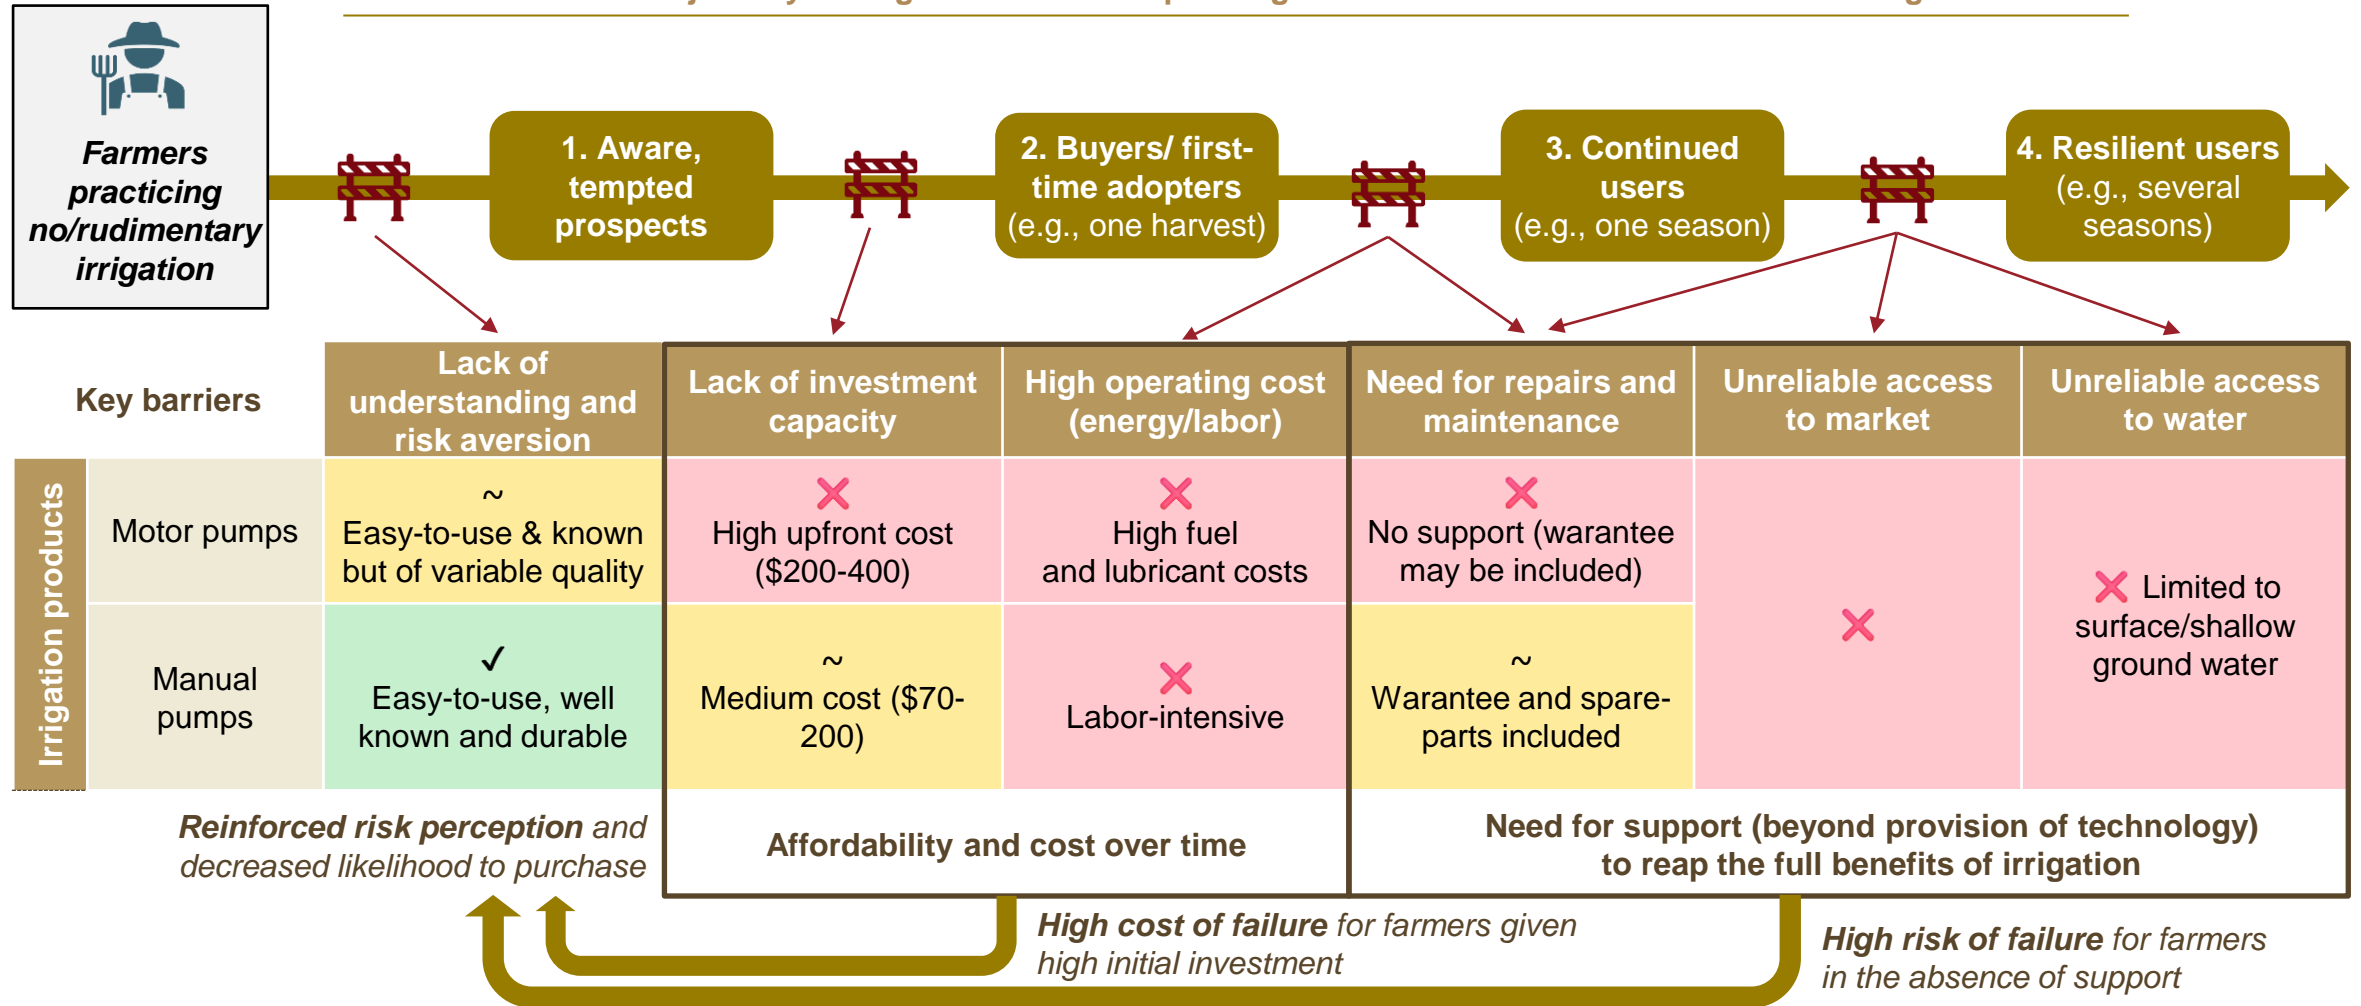 Farmers
practicing
no/rudimentary
irrigation
1. Aware,
tempted
prospects
2. Buyers/ first-
time adopters
(e.g., one harvest)
3. Continued
users
(e.g., one season)
4. Resilient users
(e.g., several
seasons)
Key barriers
Lack of
understanding and
risk aversion
Lack of investment
capacity
High operating cost
(energy/labor)
Need for repairs and
maintenance
Unreliable access
to market
Unreliable access
to water
Irrigation products
Motor pumps
~
Easy-to-use & known
but of variable quality
❌
High upfront cost
($200-400)
❌
High fuel
and lubricant costs
❌
No support (warantee
may be included)
❌
❌ Limited to
surface/shallow
ground water
Manual
pumps
✓
Easy-to-use, well
known and durable
~
Medium cost ($70-
200)
❌
Labor-intensive
~
Warantee and spare-
parts included
Reinforced risk perception and
decreased likelihood to purchase
Affordability and cost over time
Need for support (beyond provision of technology)
to reap the full benefits of irrigation
High cost of failure for farmers given
high initial investment
High risk of failure for farmers
in the absence of support